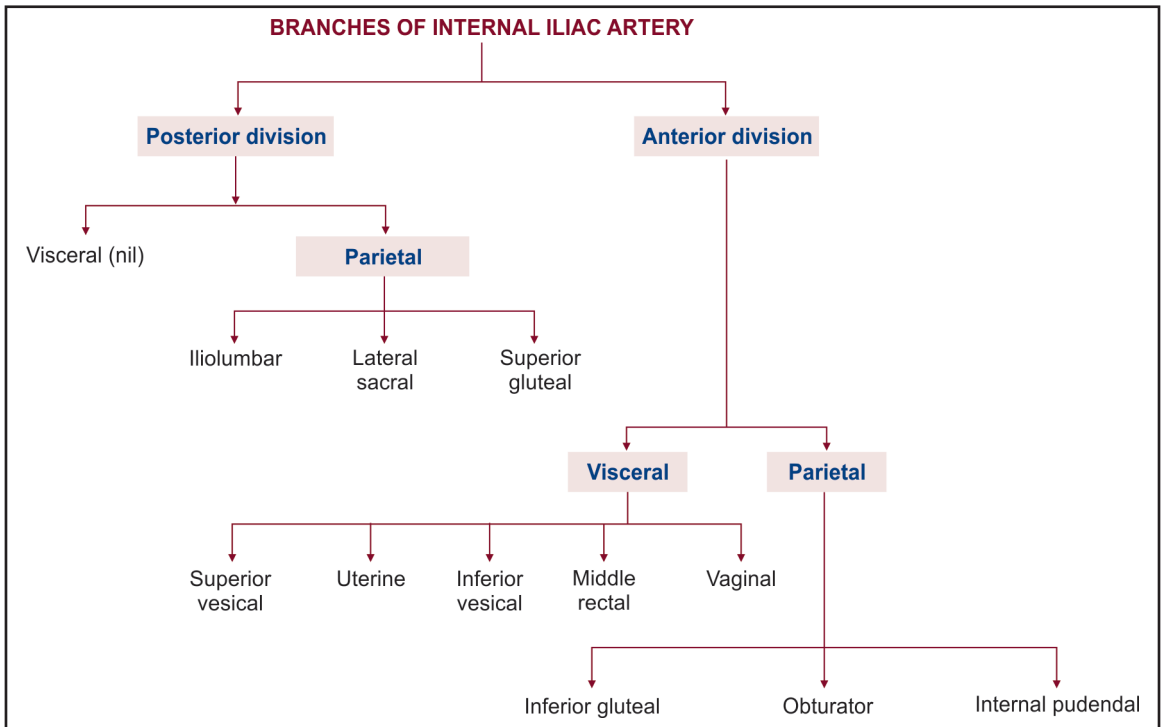 BRANCHES OF INTERNAL ILIAC ARTERY
Posterior division
Anterior division
Visceral (nil)
Parietal
Iliolumbar
Lateral
sacral
Superior
gluteal
Visceral
Parietal
Superior
vesical
Uterine
Inferior
vesical
Middle
rectal
Vaginal
Inferior gluteal
Obturator
Internal pudendal